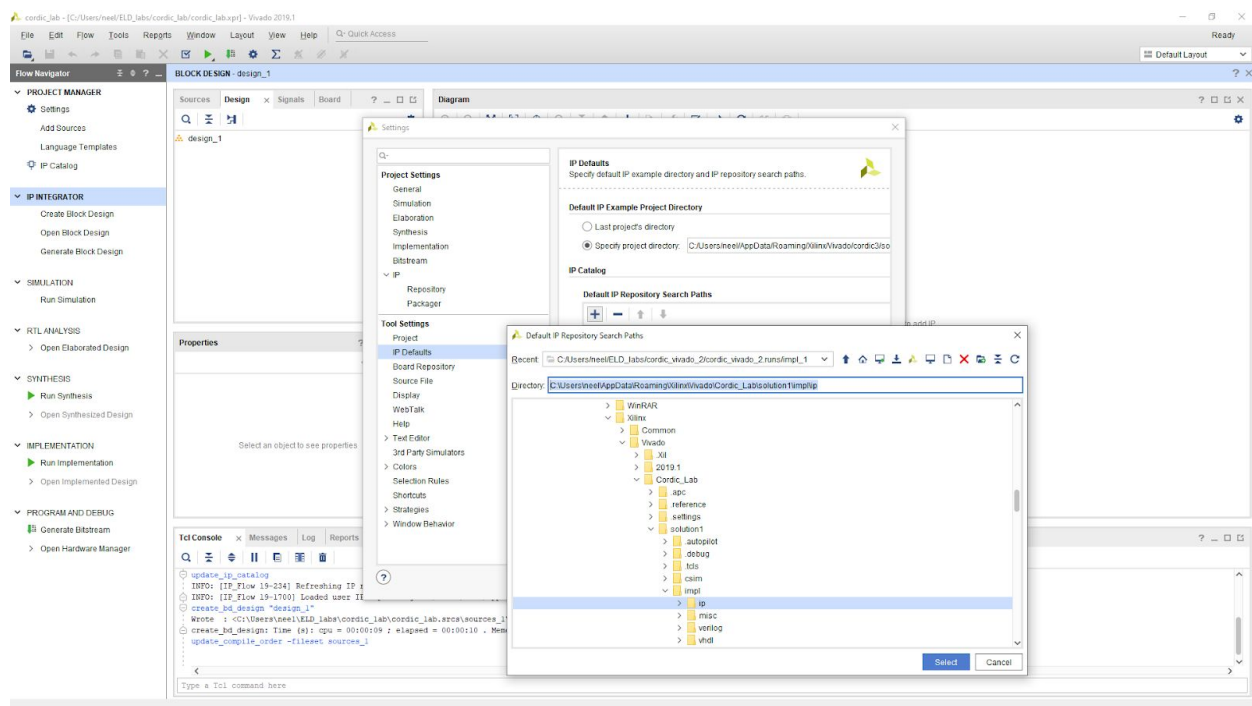 cordic_lab - [C:/Users/neel/ELD_labs/cordic_lab/cordic_lab.xpr] - Vivado 2019.1
File Edit Flow Tools Reports Window Layout View Help Quick Access
Ready
Default Layout
Flow Navigator
PROJECT MANAGER
Settings
Add Sources
Language Templates
IP Catalog
IP INTEGRATOR
Create Block Design
Open Block Design
Generate Block Design
SIMULATION
Run Simulation
RTL ANALYSIS
Open Elaborated Design
SYNTHESIS
Run Synthesis
Open Synthesized Design
IMPLEMENTATION
Run Implementation
Open Implemented Design
PROGRAM AND DEBUG
Generate Bitstream
Open Hardware Manager
BLOCK DESIGN - design_1
Sources Design Signals Board
design_1
Diagram
Properties
Select an object to see properties
Settings
Project Settings
General
Simulation
Elaboration
Synthesis
Implementation
Bitstream
IP
Repository
Packager
Tool Settings
Project
IP Defaults
Board Repository
Source File
Display
WebTalk
Help
Text Editor
3rd Party Simulators
Colors
Selection Rules
Shortcuts
Strategies
Window Behavior
IP Defaults
Specify default IP example directory and IP repository search paths.
Default IP Example Project Directory
Last project's directory
Specify project directory: C:/Users/neel/AppData/Roaming/Xilinx/Vivado/cordic3/so
IP Catalog
Default IP Repository Search Paths
Default IP Repository Search Paths
Recent: C:/Users/neel/ELD_labs/cordic_vivado_2/cordic_vivado_2.runs/impl_1
Directory: C:\Users\neel\AppData\Roaming\Xilinx\Vivado\Cordic_Lab\solution1\impl\ip
WinRAR
Xilinx
Common
Vivado
.Xil
2019.1
Cordic_Lab
.apc
.reference
.settings
solution1
.autopilot
.debug
.tcls
csim
impl
ip
misc
verilog
vhdl
Select Cancel
Tcl Console Messages Log Reports
update_ip_catalog
INFO: [IP_Flow 19-234] Refreshing IP
INFO: [IP_Flow 19-1700] Loaded user
create_bd_design "design_1"
Wrote : <C:\Users\neel\ELD_labs\cordic_lab\cordic_lab.srcs\sources_1
create_bd_design: Time (s): cpu = 00:00:09 ; elapsed = 00:00:10 .
update_compile_order -fileset sources_1
Type a Tcl command here